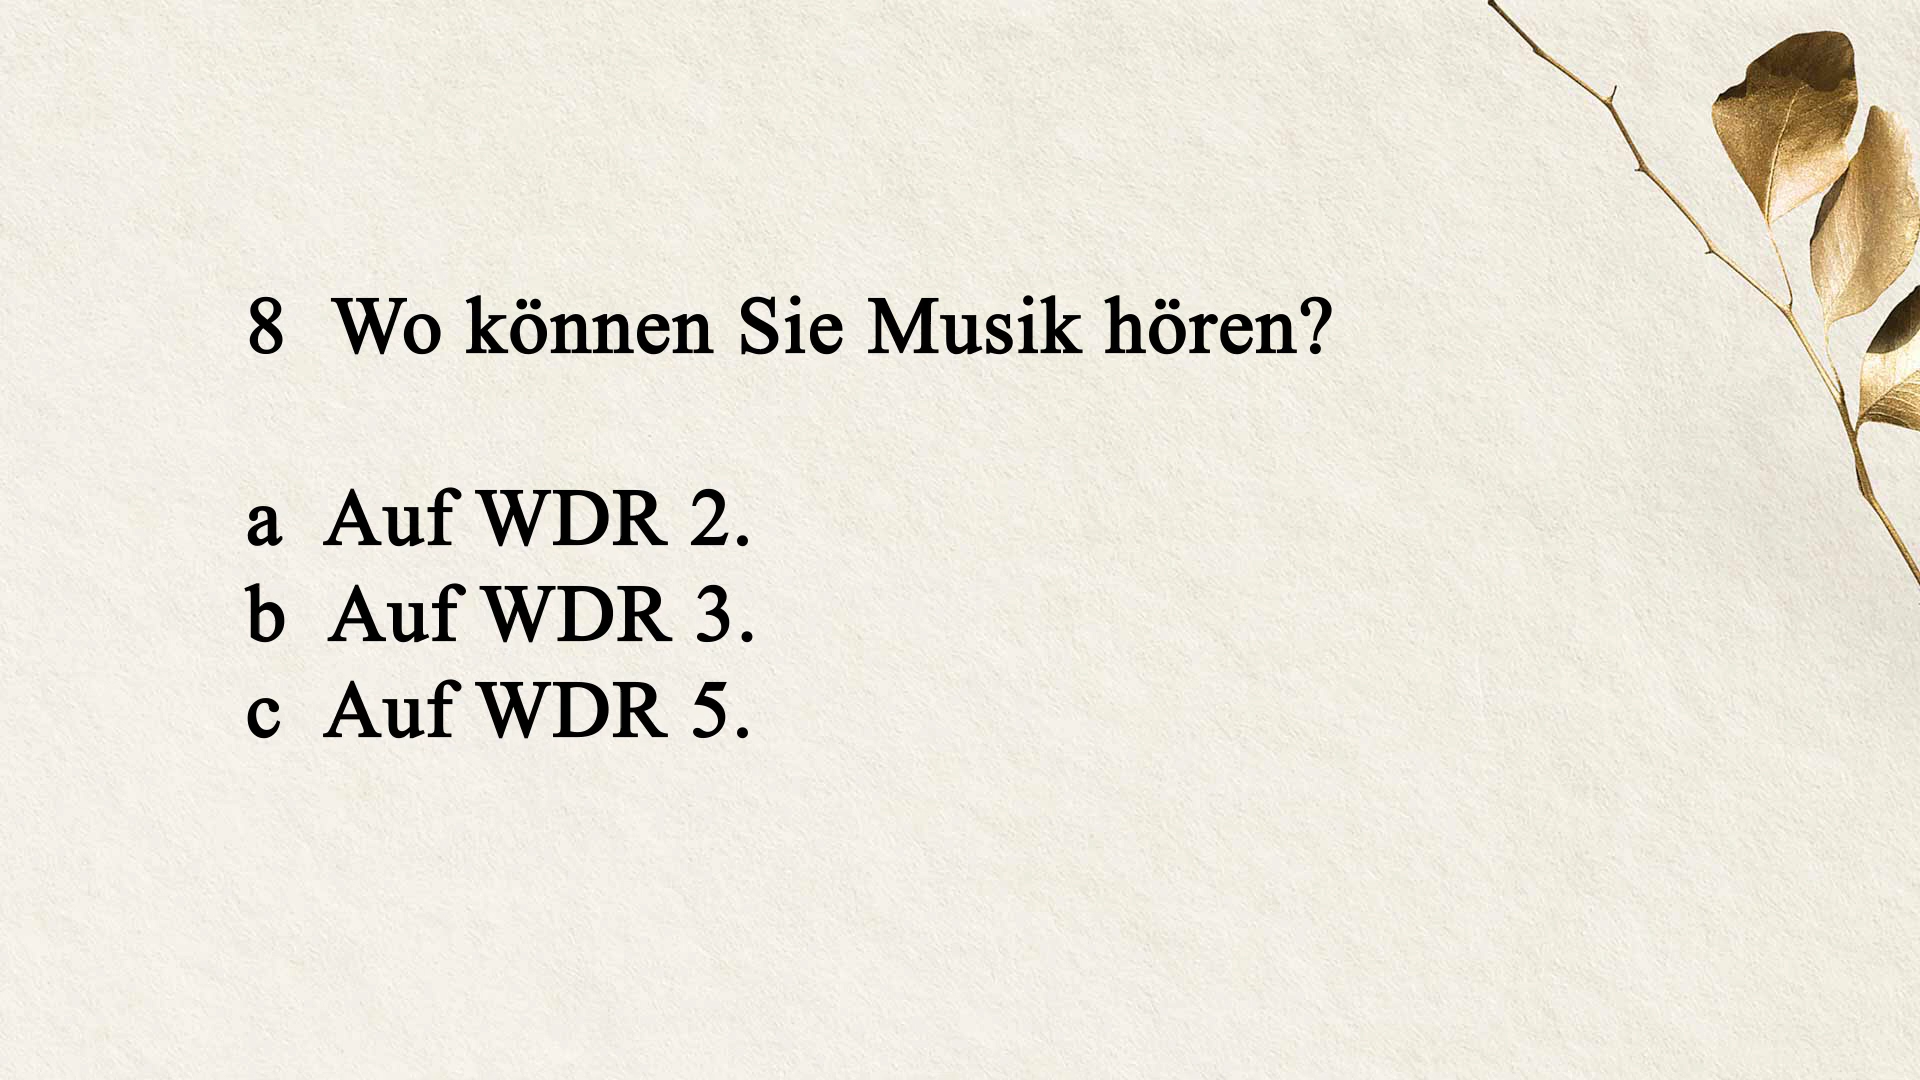 8 Wo können Sie Musik hören?
a Auf WDR 2.
b Auf WDR 3.
c Auf WDR 5.